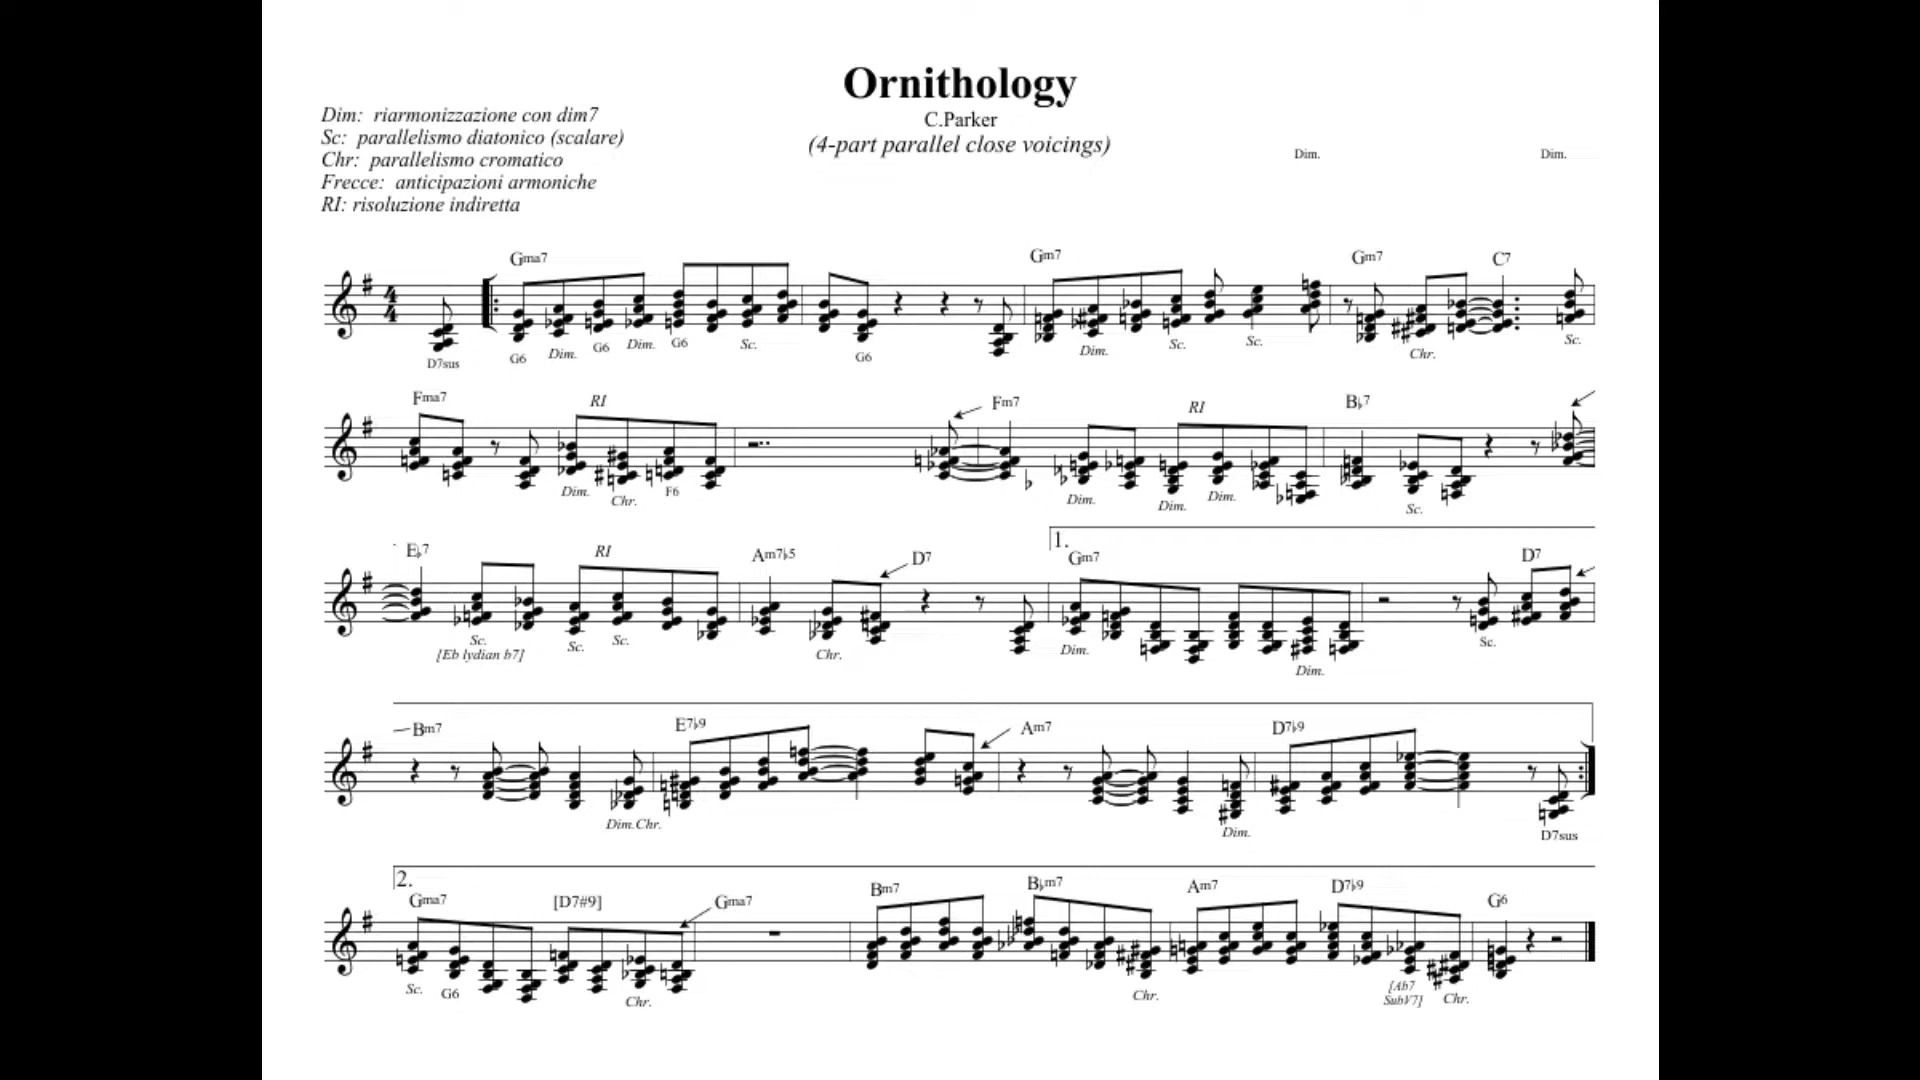 Ornithology
C.Parker
(4-part parallel close voicings)
Dim: riarmonizzazione con dim7
Sc: parallelismo diatonico (scalare)
Chr: parallelismo cromatico
Frecce: anticipazioni armoniche
RI: risoluzione indiretta
Dim. Dim.
Gma7 Gm7 Gm7 C7
4
4
D7sus G6 Dim. G6 Dim. G6 Sc. G6 Dim. Sc. Sc. Chr. Sc.
Fma7 RI Fm7 RI B♭7
Dim. Chr. F6 Dim. Dim. Dim. Sc.
E♭7 RI Am7♭5 D7 1. Gm7 D7
Sc. Sc. Sc. Chr. Dim. Dim. Sc.
[Eb lydian b7]
Bm7 E7♭9 Am7 D7♭9
Dim.Chr. Dim. D7sus
2.
Gma7 [D7#9] Gma7 Bm7 B♭m7 Am7 D7♭9 G6
Sc. G6 Chr. Chr. [Ab7 Chr.
SubV7]